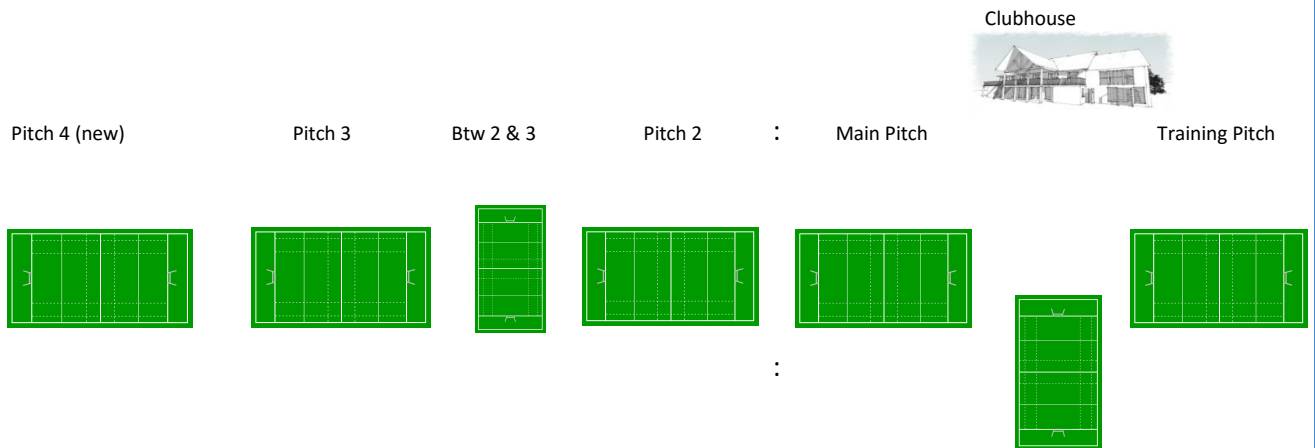 Clubhouse
Pitch 4 (new) Pitch 3 Btw 2 & 3 Pitch 2 : Main Pitch Training Pitch
: